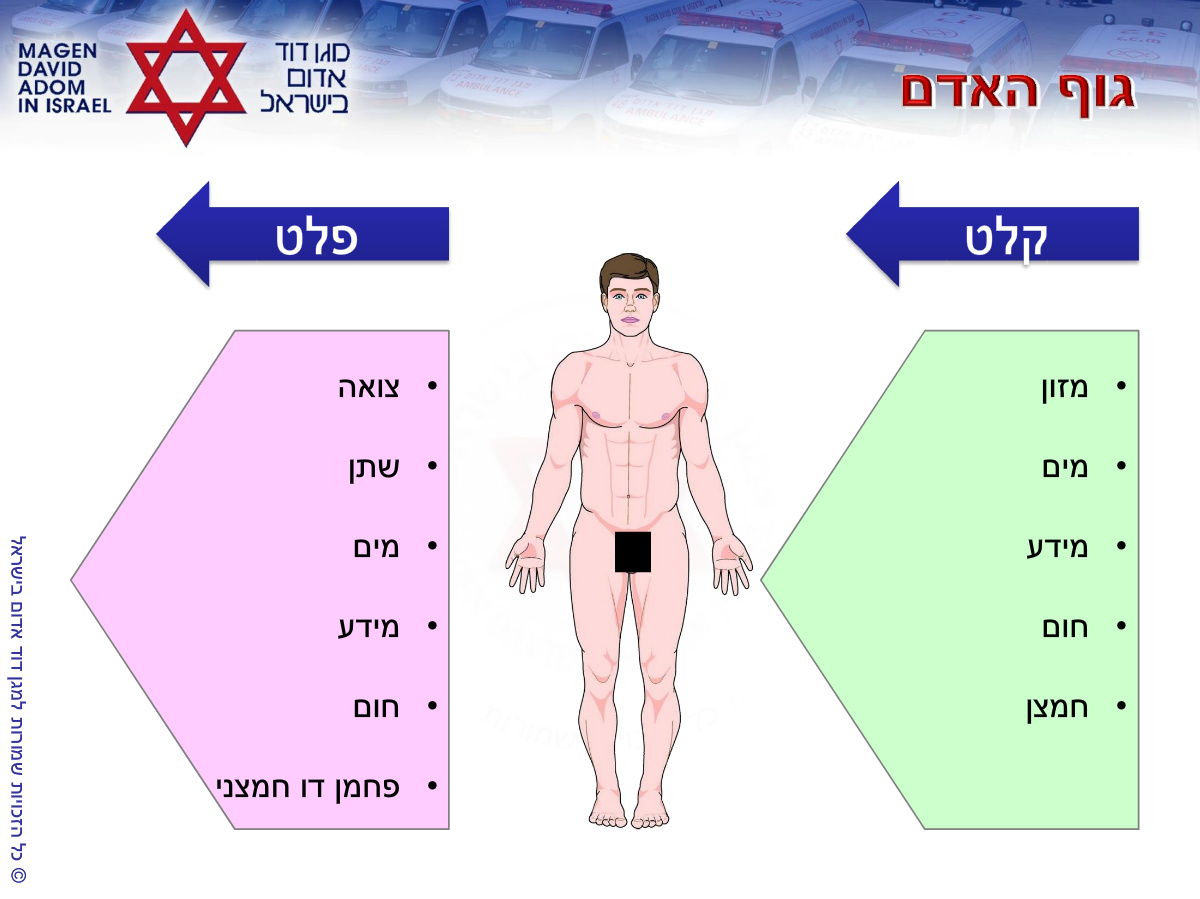 MAGEN
DAVID
ADOM
IN ISRAEL
מגן דוד
אדום
בישראל
גוף האדם
קלט
פלט
• מזון
• מים
• מידע
• חום
• חמצן
• צואה
• שתן
• מים
• מידע
• חום
• פחמן דו חמצני
© כל הזכויות שמורות למגן דוד אדום בישראל